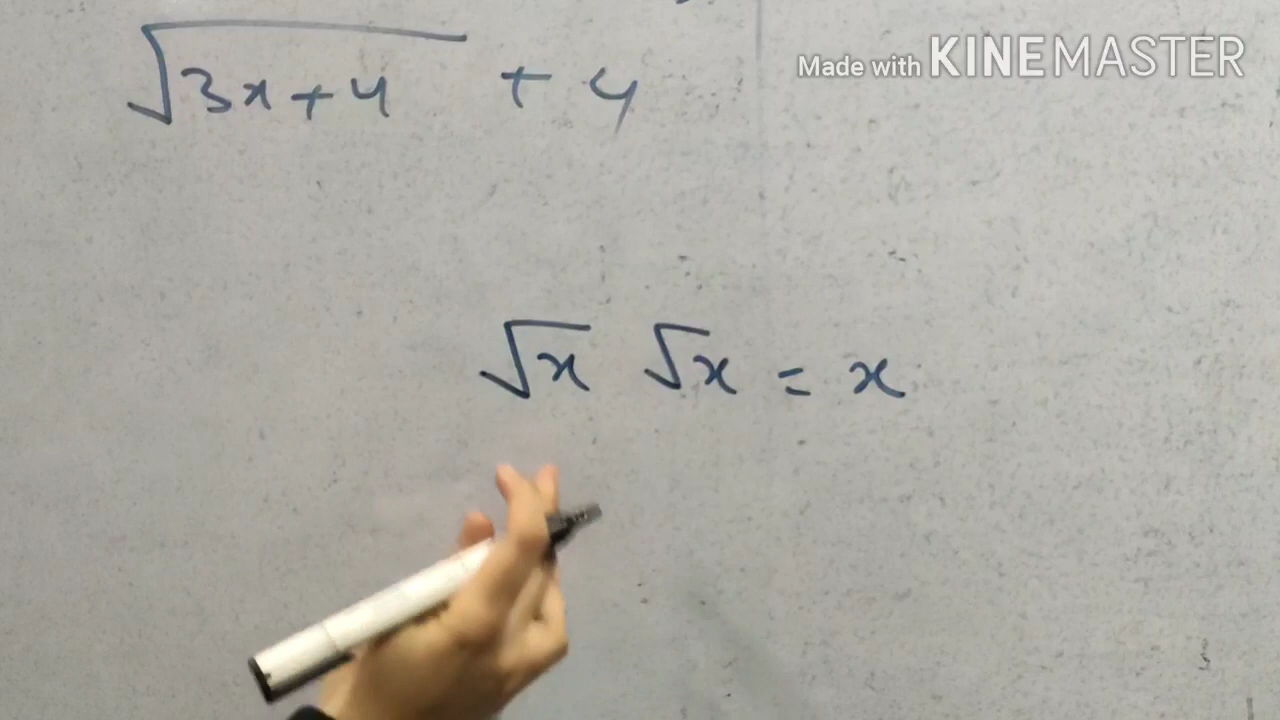 Made with KINEMASTER
√3x+4 + 4
√x √x = x